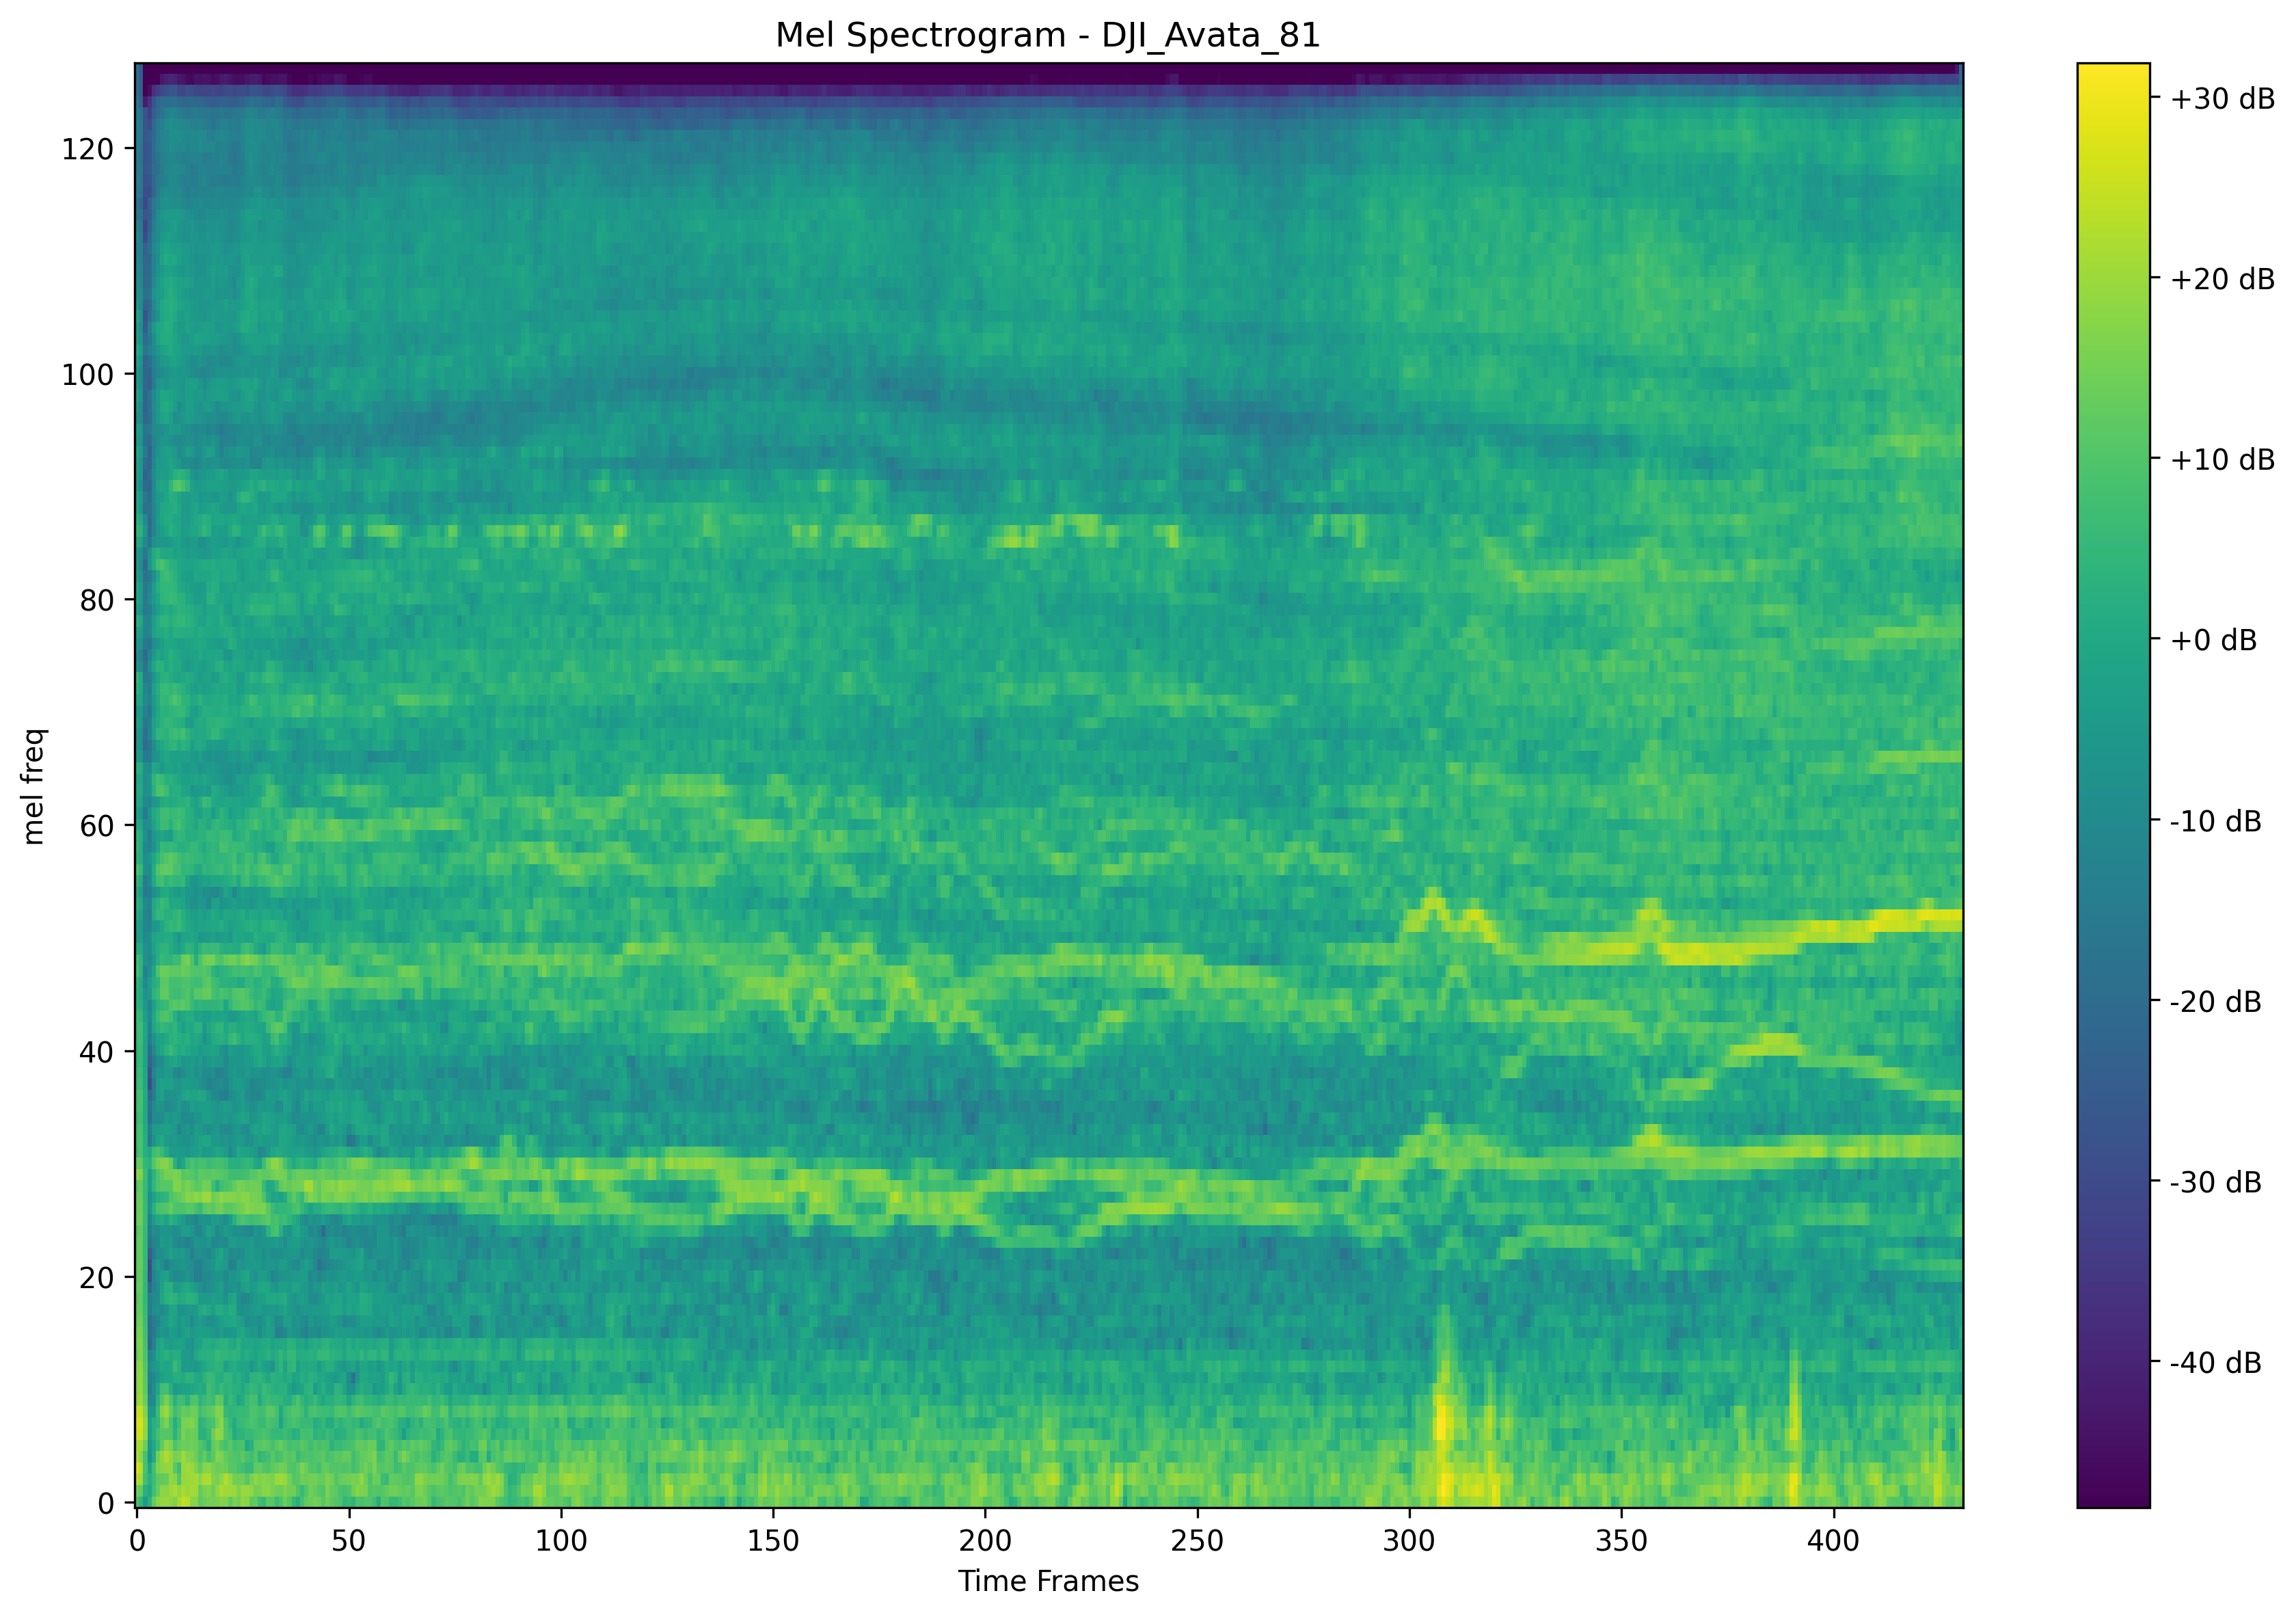 Mel Spectrogram - DJI_Avata_81
120
100
80
60
40
20
0
mel freq
0 50 100 150 200 250 300 350 400
Time Frames
+30 dB
+20 dB
+10 dB
+0 dB
-10 dB
-20 dB
-30 dB
-40 dB